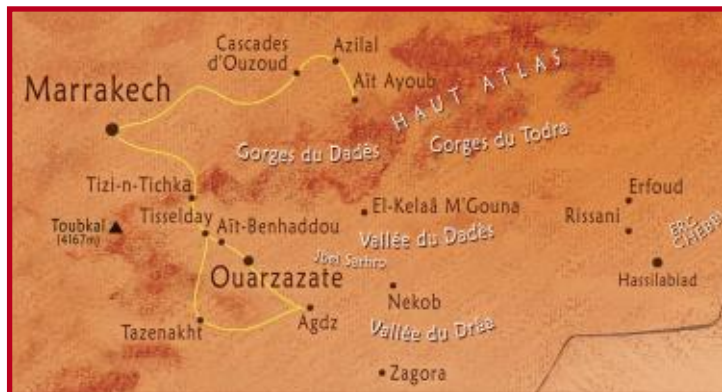 Cascades
d'Ouzoud
Azilal
Aït Ayoub
Marrakech
HAUT ATLAS
Gorges du Dadès
Gorges du Todra
Tizi-n-Tichka
Toubkal
(4167m)
Tisselday
Aït-Benhaddou
El-Kelaâ M'Gouna
Erfoud
Rissani
ERG
CHEBB
Vallée du Dadès
Jbel Sarhro
Ouarzazate
Hassilabiad
Nekob
Tazenakht
Agdz
Vallée du Drâa
Zagora